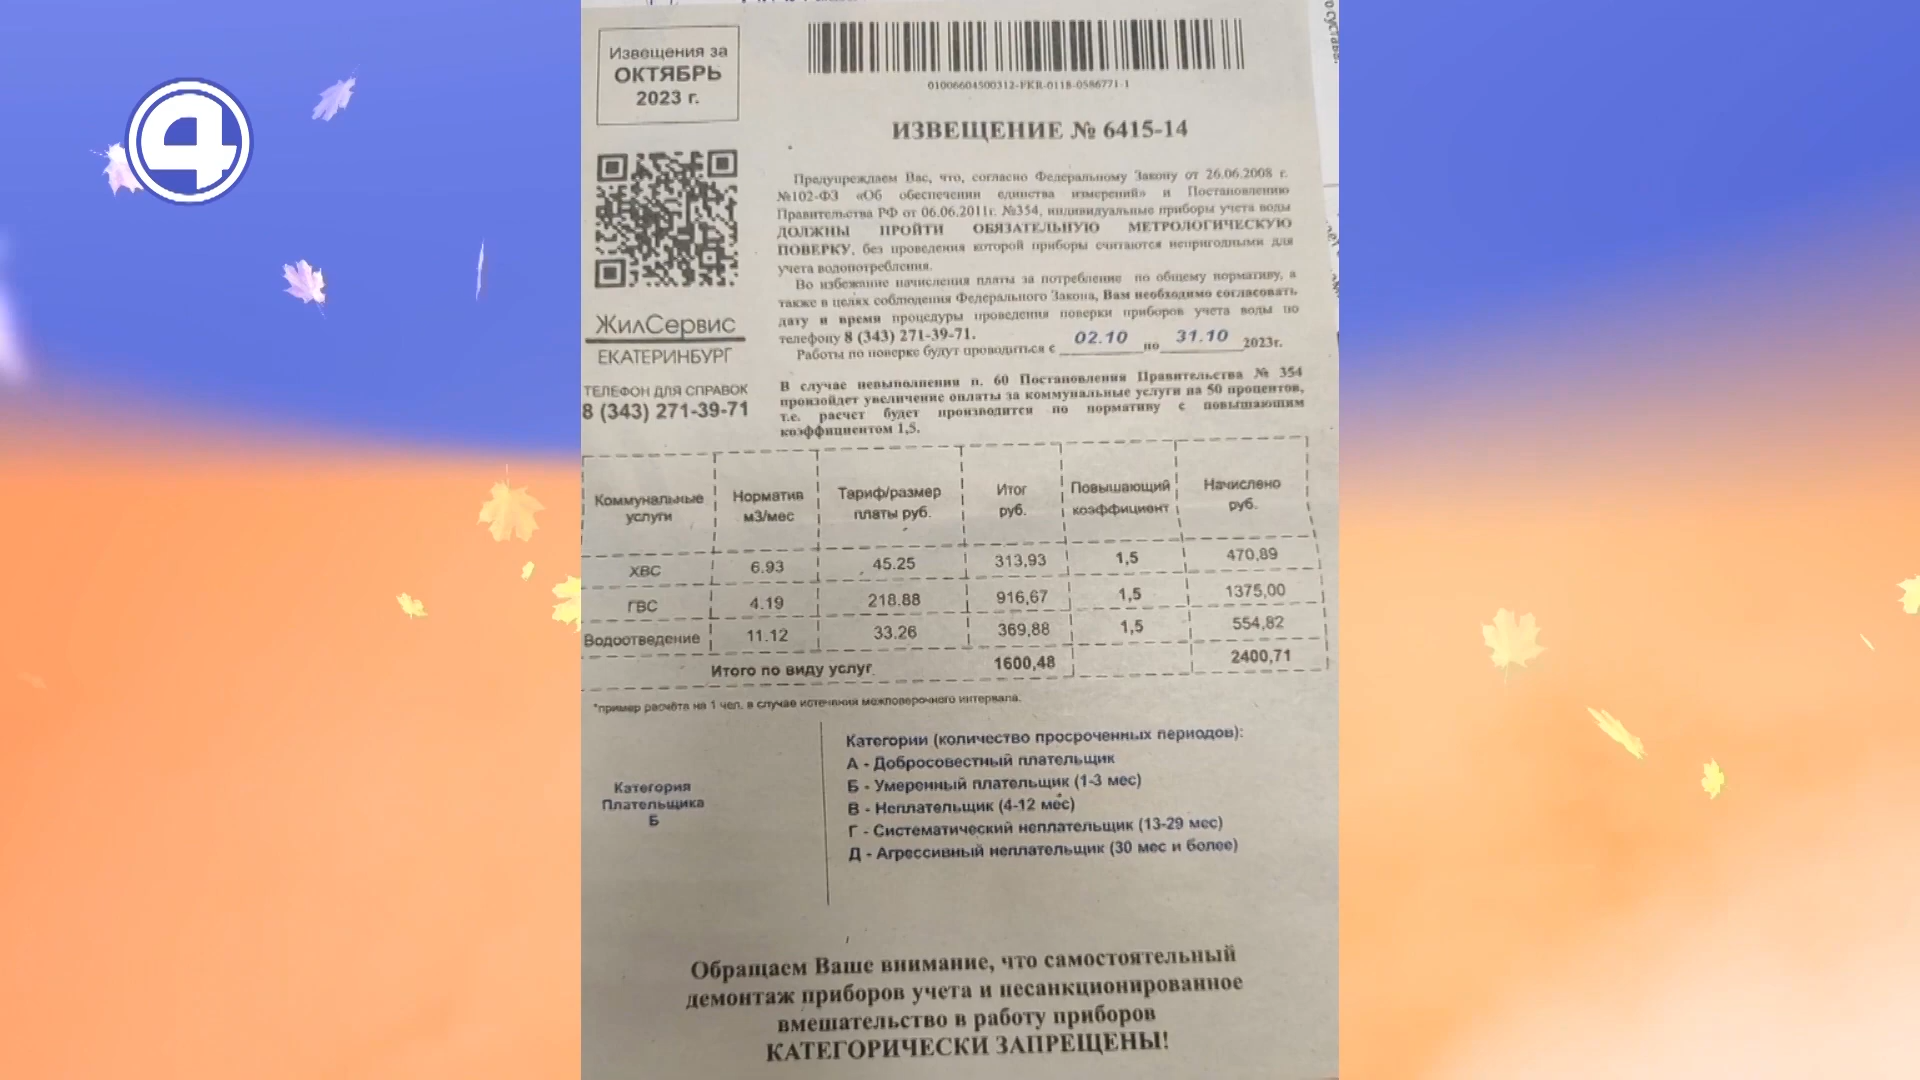 4
Извещения за
ОКТЯБРЬ
2023 г.
01006604500312-FKR-0118-0586771-1
ИЗВЕЩЕНИЕ № 6415-14
Предупреждаем Вас, что, согласно Федеральному Закону от 26.06.2008 г.
№102-ФЗ «Об обеспечении единства измерений» и Постановлению
Правительства РФ от 06.06.2011г. №354, индивидуальные приборы учета воды
ДОЛЖНЫ ПРОЙТИ ОБЯЗАТЕЛЬНУЮ МЕТРОЛОГИЧЕСКУЮ
ПОВЕРКУ, без проведения которой приборы считаются непригодными для
учета водопотребления.
Во избежание начисления платы за потребление по общему нормативу, а
также в целях соблюдения Федерального Закона, Вам необходимо согласовать
дату и время процедуры проведения поверки приборов учета воды по
телефону 8 (343) 271-39-71.
Работы по поверке будут проводиться с 02.10 по 31.10 2023г.
В случае невыполнения п. 60 Постановления Правительства № 354
произойдет увеличение оплаты за коммунальные услуги на 50 процентов,
т.е. расчет будет производится по нормативу с повышающим
коэффициентом 1,5.
ЖилСервис
ЕКАТЕРИНБУРГ
ТЕЛЕФОН ДЛЯ СПРАВОК
8 (343) 271-39-71
Коммунальные услуги Норматив м3/мес Тариф/размер платы руб. Итог руб. Повышающий коэффициент Начислено руб.
ХВС 6.93 45.25 313,93 1,5 470,89
ГВС 4.19 218.88 916,67 1,5 1375,00
Водоотведение 11.12 33.26 369,88 1,5 554,82
Итого по виду услуг 1600,48 2400,71
*пример расчёта на 1 чел. в случае истечения межповерочного интервала.
Категория
Плательщика
Б
Категории (количество просроченных периодов):
А - Добросовестный плательщик
Б - Умеренный плательщик (1-3 мес)
В - Неплательщик (4-12 мес)
Г - Систематический неплательщик (13-29 мес)
Д - Агрессивный неплательщик (30 мес и более)
Обращаем Ваше внимание, что самостоятельный
демонтаж приборов учета и несанкционированное
вмешательство в работу приборов
КАТЕГОРИЧЕСКИ ЗАПРЕЩЕНЫ!